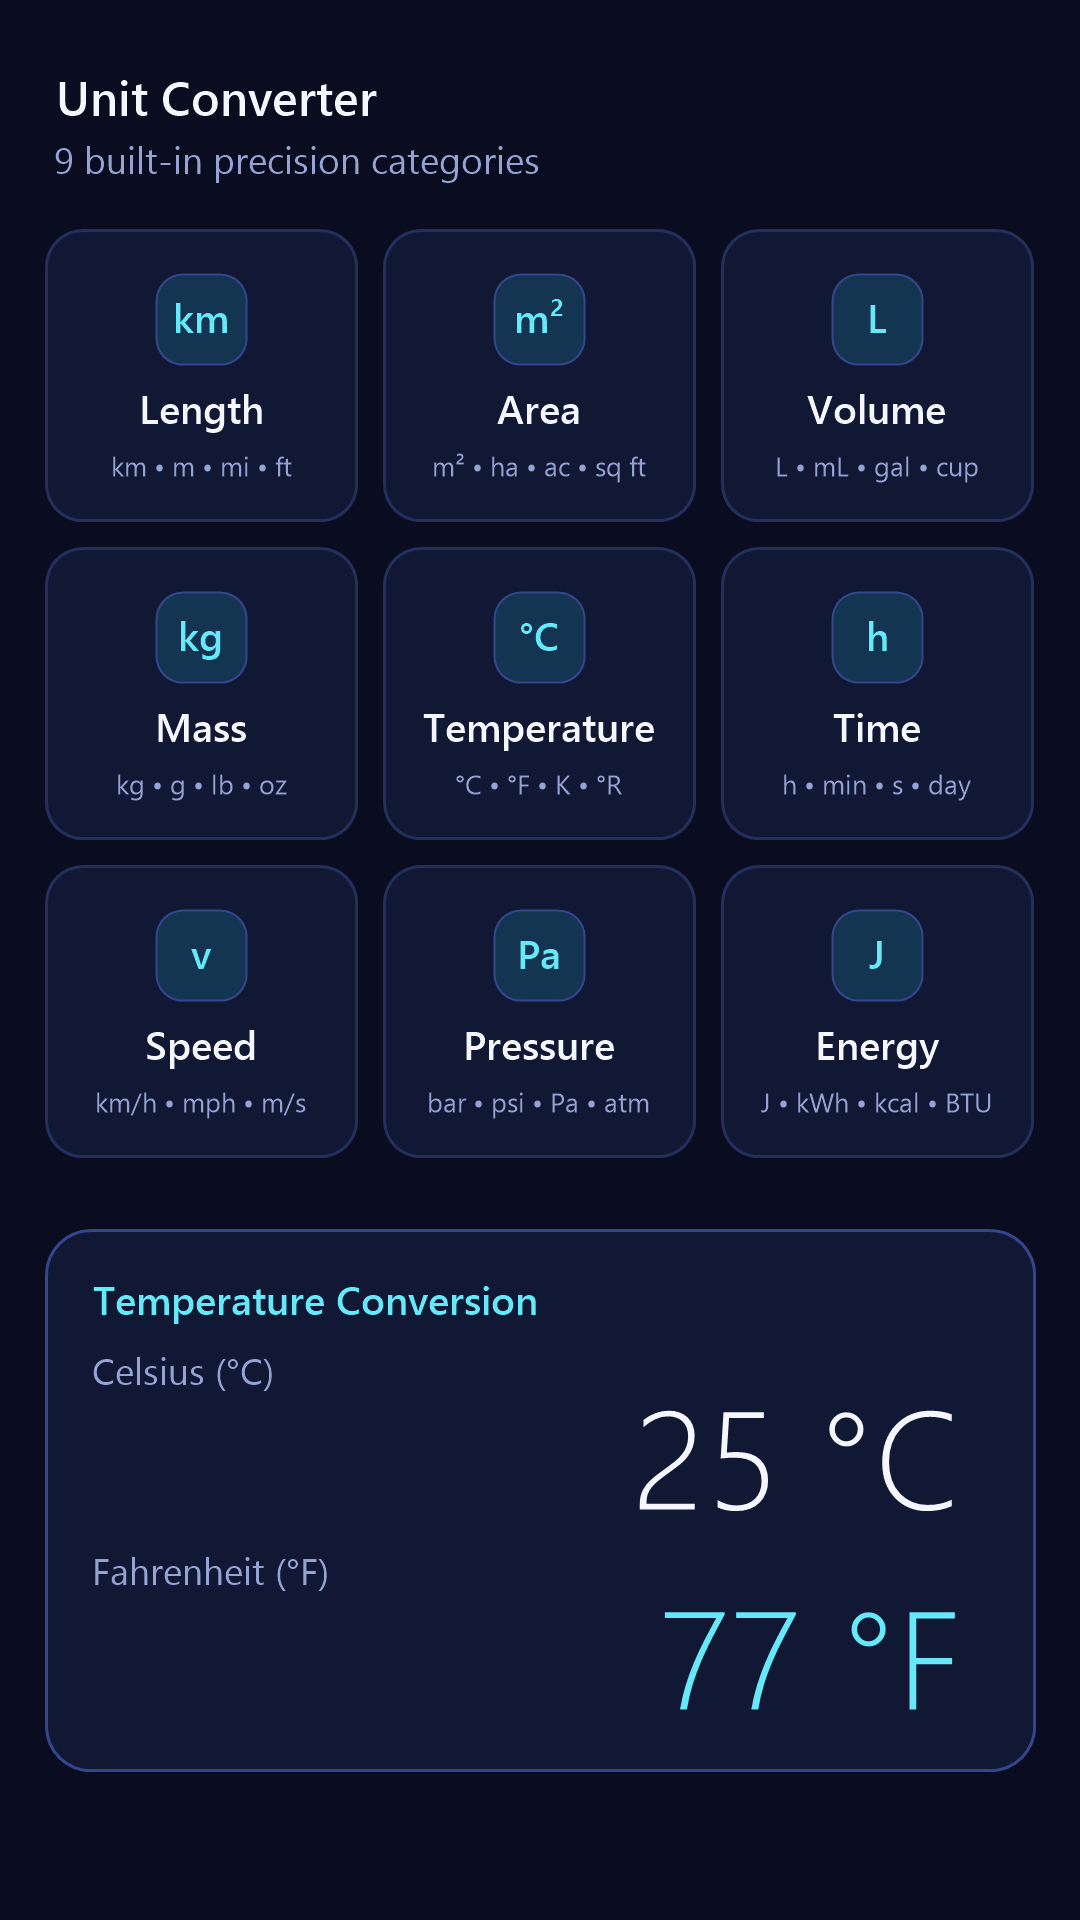 Unit Converter
9 built-in precision categories
km
Length
km • m • mi • ft
m²
Area
m² • ha • ac • sq ft
L
Volume
L • mL • gal • cup
kg
Mass
kg • g • lb • oz
°C
Temperature
°C • °F • K • °R
h
Time
h • min • s • day
v
Speed
km/h • mph • m/s
Pa
Pressure
bar • psi • Pa • atm
J
Energy
J • kWh • kcal • BTU
Temperature Conversion
Celsius (°C)
25 °C
Fahrenheit (°F)
77 °F